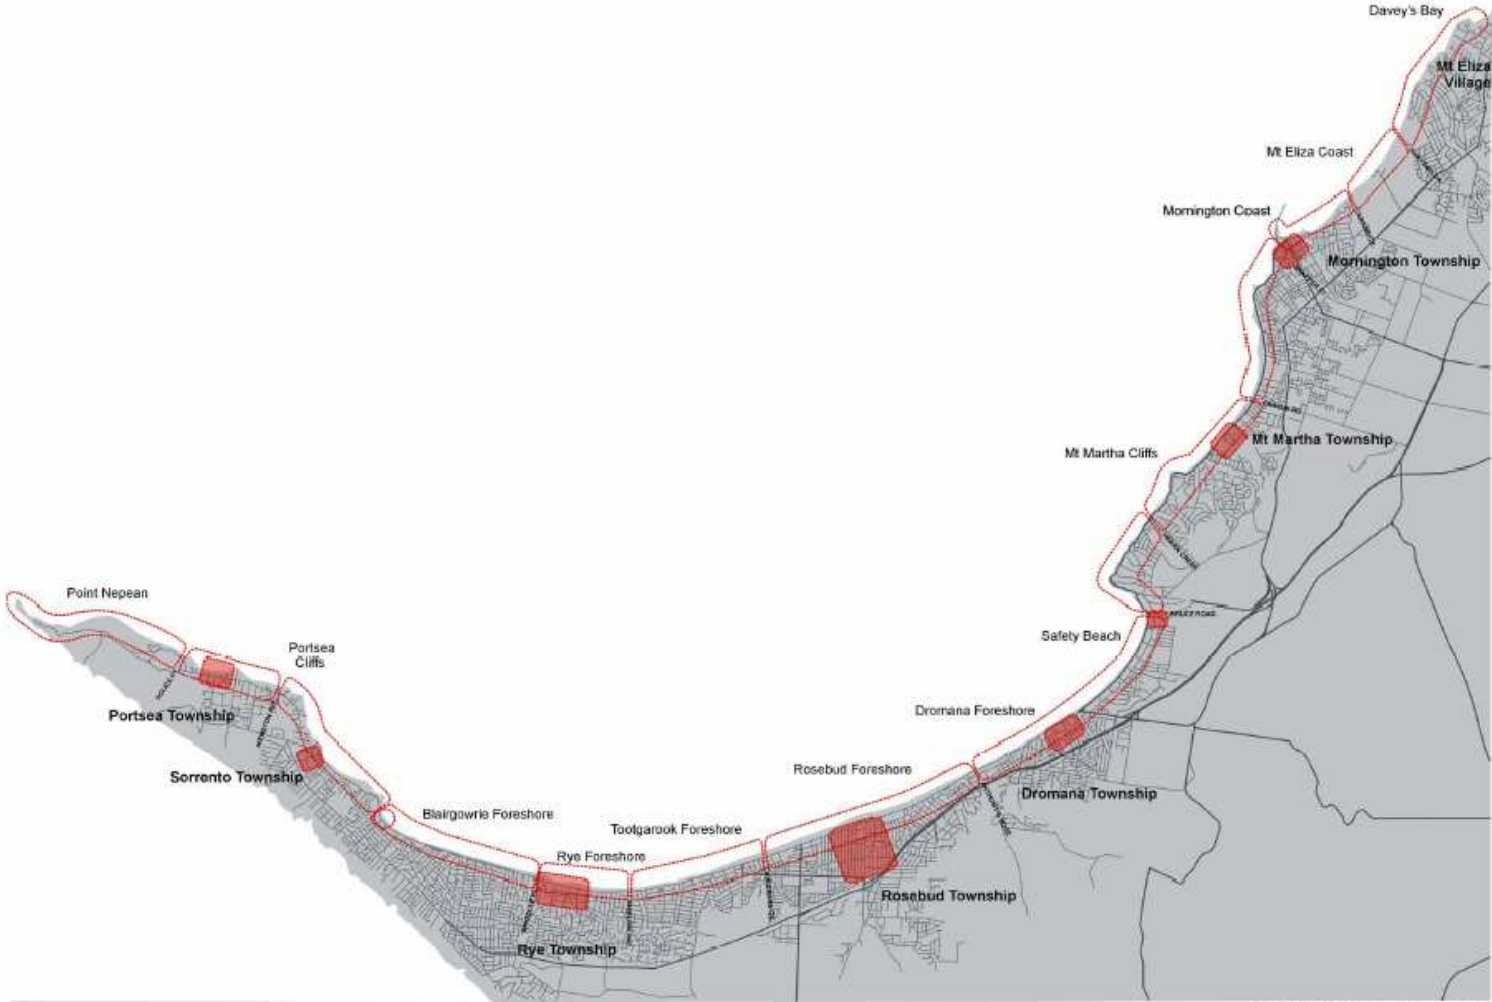 Davey's Bay
Mt Eliza
Village
Mt Eliza Coast
Mornington Coast
Mornington Township
Mt Martha Township
Mt Martha Cliffs
BRUCE ROAD
Safety Beach
Point Nepean
Portsea
Cliffs
Portsea Township
Dromana Foreshore
Sorrento Township
Rosebud Foreshore
Dromana Township
Blairgowrie Foreshore
Tootgarook Foreshore
Rye Foreshore
Rosebud Township
Rye Township